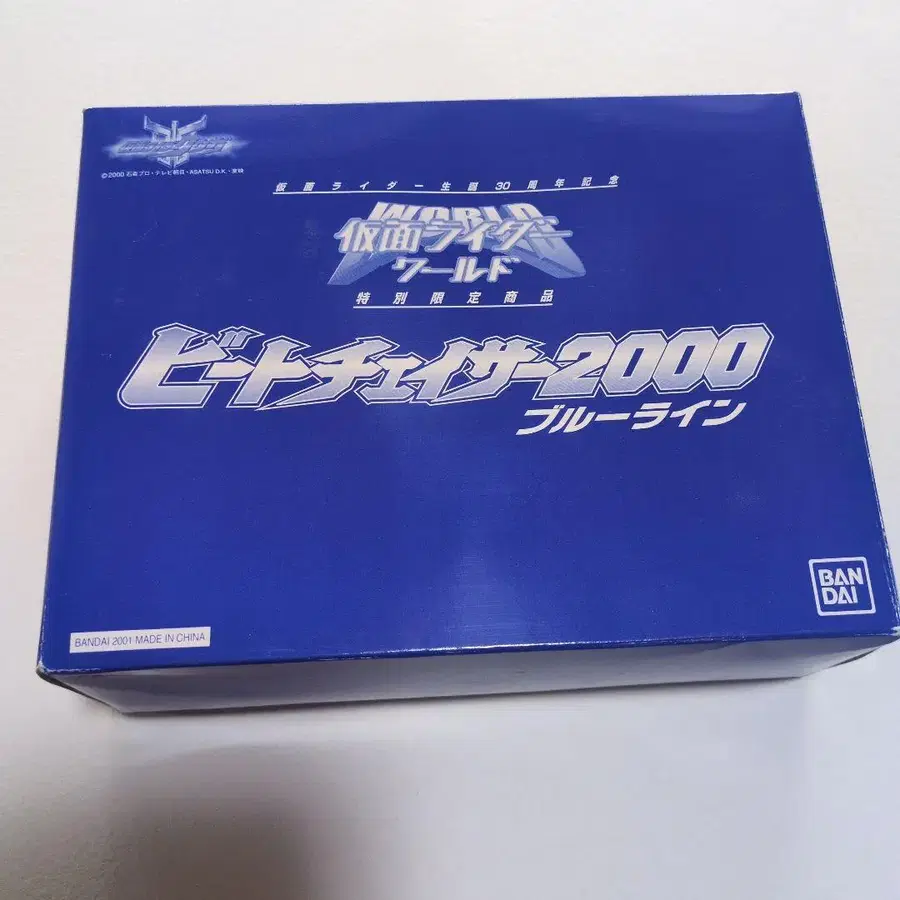 ©2000 石森プロ・テレビ朝日・ASATSU D.K.・東映
仮面ライダー生誕30周年記念
WORLD
仮面ライダー
ワールド
特別限定商品
ビートチェイサー2000
ブルーライン
BAN
DAI
BANDAI 2001 MADE IN CHINA